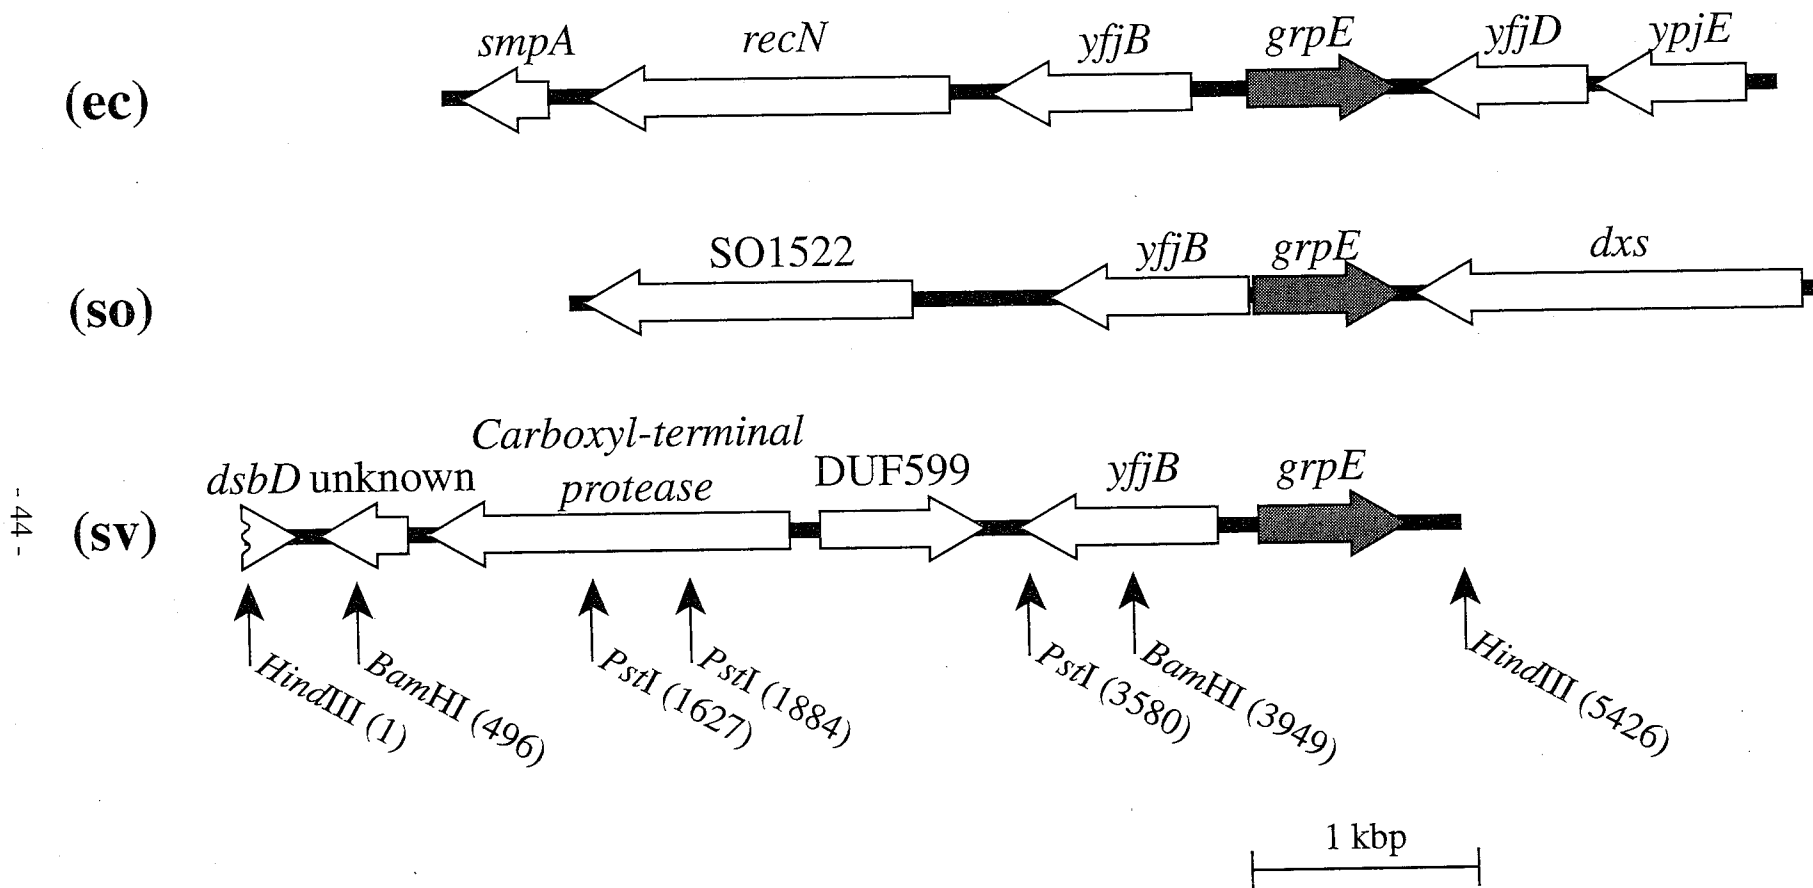 smpA recN yfjB grpE yfjD ypjE
(ec)
SO1522 yfjB grpE dxs
(so)
Carboxyl-terminal
dsbD unknown protease DUF599 yfjB grpE
(sv)
HindIII (1)
BamHI (496)
PstI (1627)
PstI (1884)
PstI (3580)
BamHI (3949)
HindIII (5426)
1 kbp
- 44 -